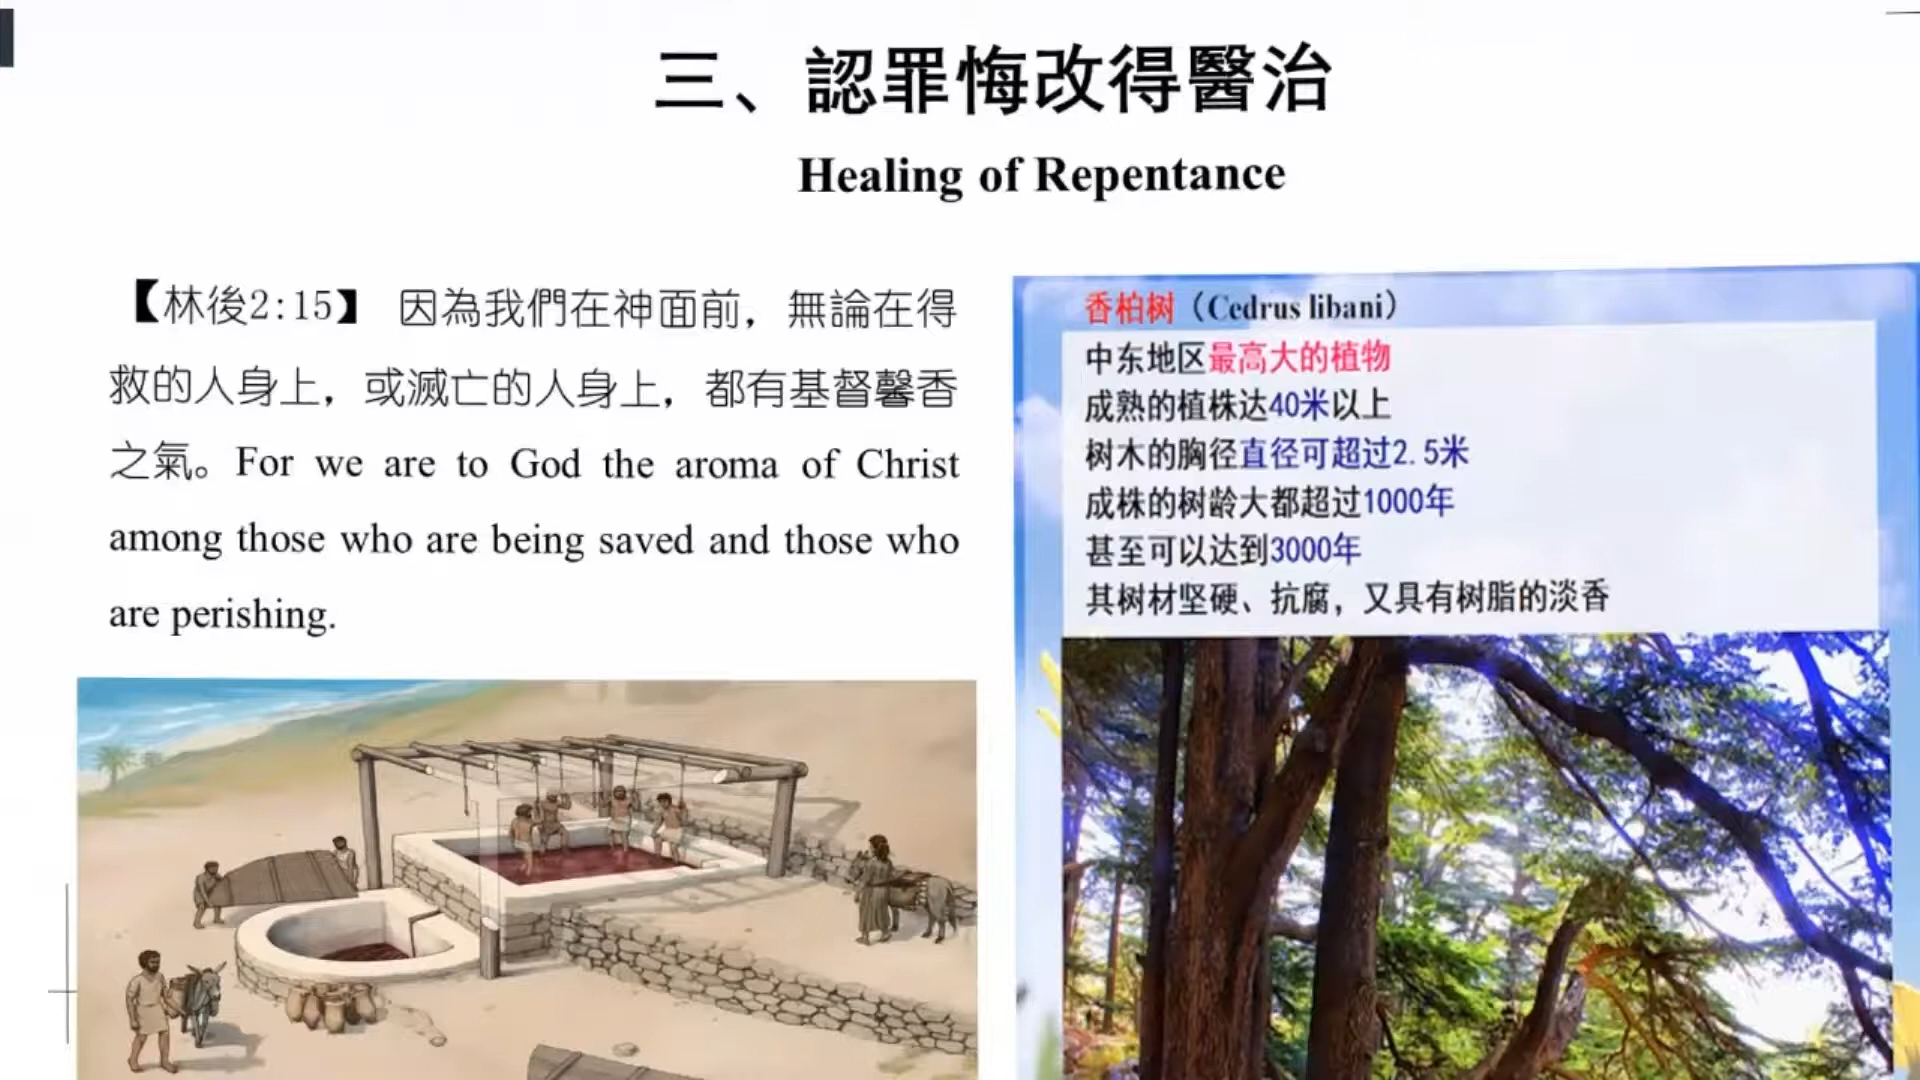 三、認罪悔改得醫治
Healing of Repentance
【林後2:15】 因為我們在神面前，無論在得
救的人身上，或滅亡的人身上，都有基督馨香
之氣。For we are to God the aroma of Christ
among those who are being saved and those who
are perishing.
香柏树（Cedrus libani）
中东地区最高大的植物
成熟的植株达40米以上
树木的胸径直径可超过2.5米
成株的树龄大都超过1000年
甚至可以达到3000年
其树材坚硬、抗腐，又具有树脂的淡香